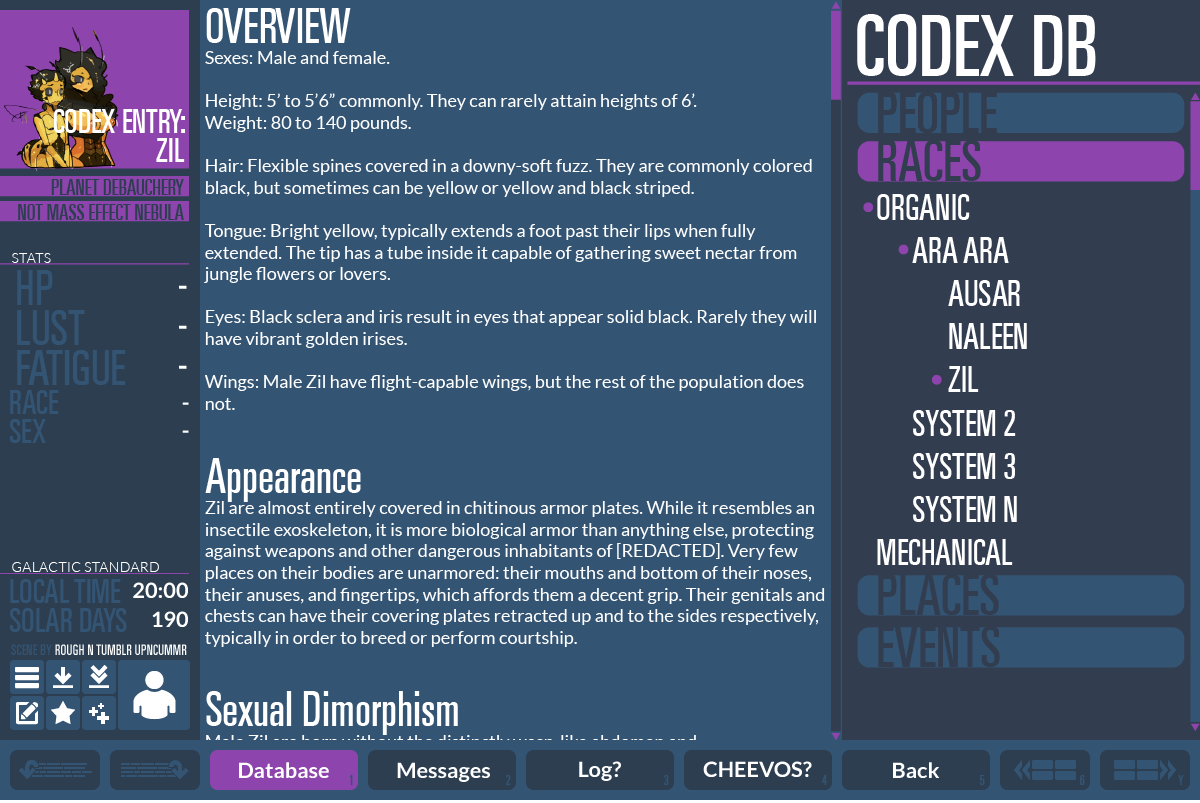 CODEX ENTRY:
ZIL
PLANET DEBAUCHERY
NOT MASS EFFECT NEBULA
STATS
HP -
LUST -
FATIGUE -
RACE -
SEX -
GALACTIC STANDARD
LOCAL TIME 20:00
SOLAR DAYS 190
SCENE BY ROUGH N TUMBLR UPNCUMMR
OVERVIEW
Sexes: Male and female.
Height: 5’ to 5’6” commonly. They can rarely attain heights of 6’.
Weight: 80 to 140 pounds.
Hair: Flexible spines covered in a downy-soft fuzz. They are commonly colored
black, but sometimes can be yellow or yellow and black striped.
Tongue: Bright yellow, typically extends a foot past their lips when fully
extended. The tip has a tube inside it capable of gathering sweet nectar from
jungle flowers or lovers.
Eyes: Black sclera and iris result in eyes that appear solid black. Rarely they will
have vibrant golden irises.
Wings: Male Zil have flight-capable wings, but the rest of the population does
not.
Appearance
Zil are almost entirely covered in chitinous armor plates. While it resembles an
insectile exoskeleton, it is more biological armor than anything else, protecting
against weapons and other dangerous inhabitants of [REDACTED]. Very few
places on their bodies are unarmored: their mouths and bottom of their noses,
their anuses, and fingertips, which affords them a decent grip. Their genitals and
chests can have their covering plates retracted up and to the sides respectively,
typically in order to breed or perform courtship.
Sexual Dimorphism
Male Zil are born without the distinctly wasp-like abdomen and
CODEX DB
PEOPLE
RACES
ORGANIC
ARA ARA
AUSAR
NALEEN
ZIL
SYSTEM 2
SYSTEM 3
SYSTEM N
MECHANICAL
PLACES
EVENTS
Database 1
Messages 2
Log? 3
CHEEVOS? 4
Back 5
Y